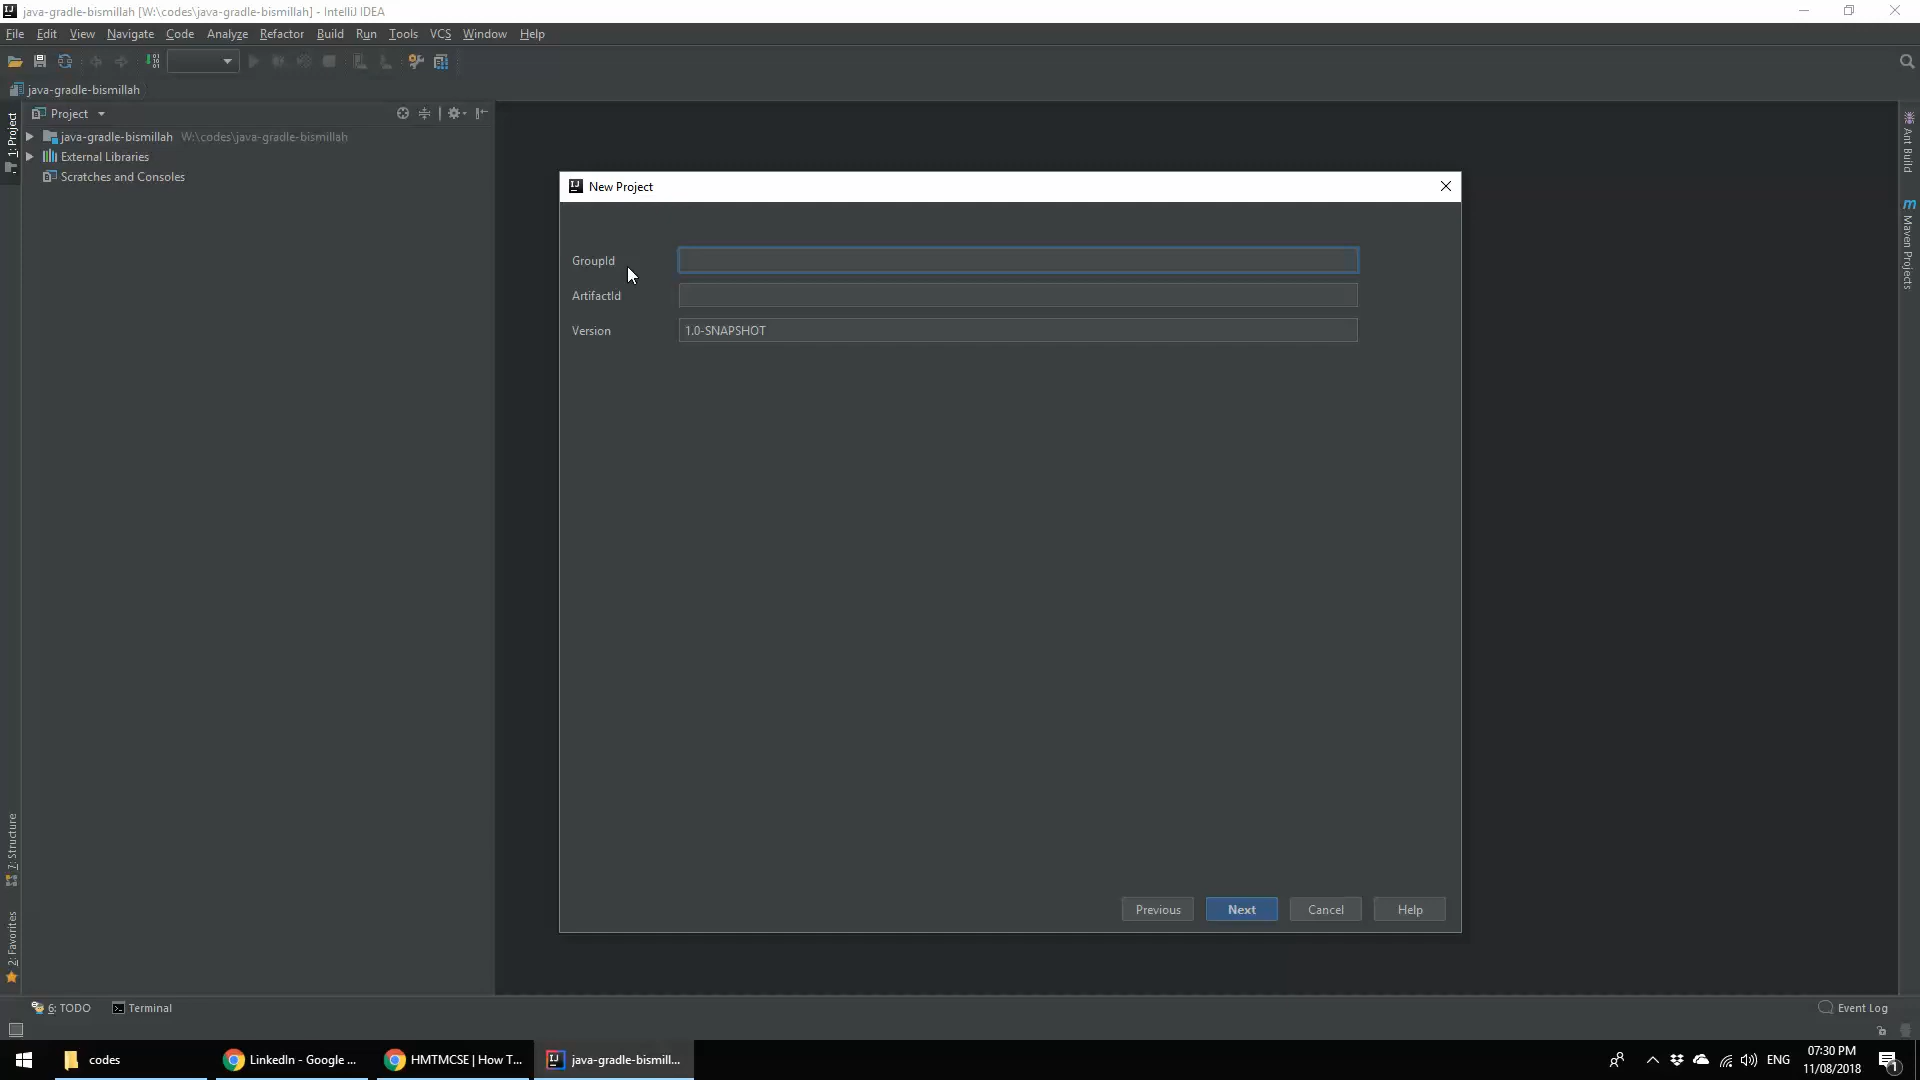 java-gradle-bismillah [W:\codes\java-gradle-bismillah] - IntelliJ IDEA
File Edit View Navigate Code Analyze Refactor Build Run Tools VCS Window Help
java-gradle-bismillah
Project
java-gradle-bismillah W:\codes\java-gradle-bismillah
External Libraries
Scratches and Consoles
1: Project
7: Structure
2: Favorites
Ant Build
Maven Projects
New Project
GroupId
ArtifactId
Version 1.0-SNAPSHOT
Previous Next Cancel Help
6: TODO Terminal Event Log
codes LinkedIn - Google ... HMTMCSE | How T... java-gradle-bismill... ENG
07:30 PM
11/08/2018
1